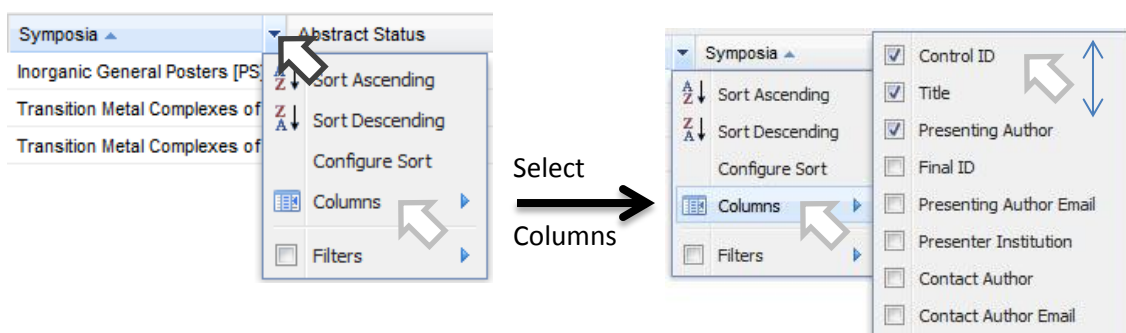 Symposia
Abstract Status
Inorganic General Posters [PS]
Transition Metal Complexes of
Transition Metal Complexes of
Sort Ascending
Sort Descending
Configure Sort
Columns
Filters
Select
Columns
Symposia
Sort Ascending
Sort Descending
Configure Sort
Columns
Filters
Control ID
Title
Presenting Author
Final ID
Presenting Author Email
Presenter Institution
Contact Author
Contact Author Email